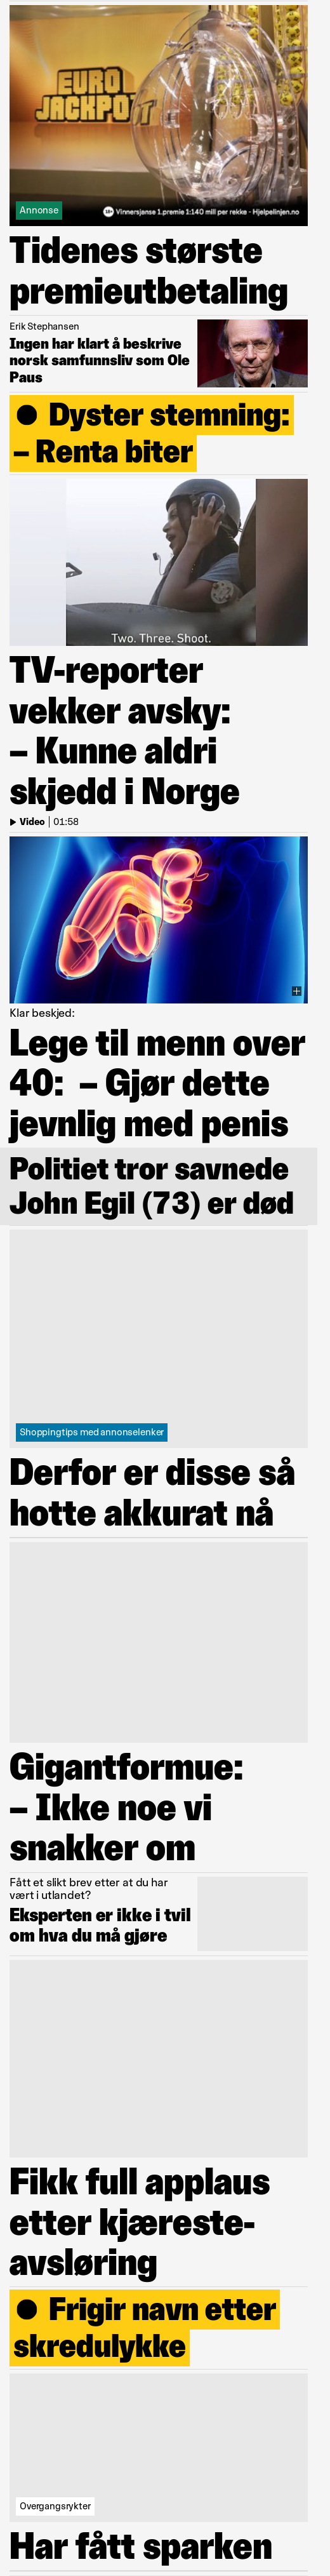 EURO
JACKPOT
Annonse
18+ Vinnersjanse 1.premie 1:140 mill per rekke - Hjelpelinjen.no
Tidenes største
premieutbetaling
Erik Stephansen
Ingen har klart å beskrive
norsk samfunnsliv som Ole
Paus
Dyster stemning:
– Renta biter
Two. Three. Shoot.
TV-reporter
vekker avsky:
– Kunne aldri
skjedd i Norge
Video | 01:58
Klar beskjed:
Lege til menn over
40: – Gjør dette
jevnlig med penis
Politiet tror savnede
John Egil (73) er død
Shoppingtips med annonselenker
Derfor er disse så
hotte akkurat nå
Gigantformue:
– Ikke noe vi
snakker om
Fått et slikt brev etter at du har
vært i utlandet?
Eksperten er ikke i tvil
om hva du må gjøre
Fikk full applaus
etter kjæreste-
avsløring
Frigir navn etter
skredulykke
Overgangsrykter
Har fått sparken